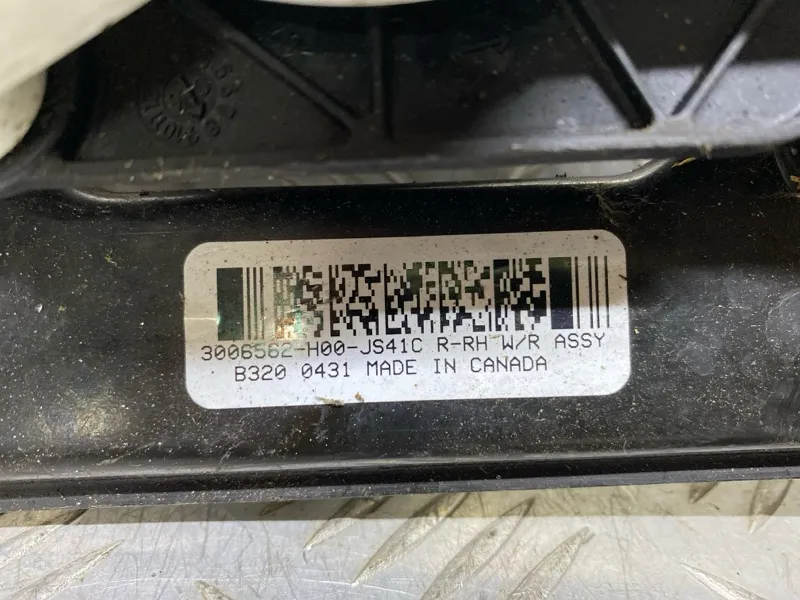 3006562-H00-JS41C R-RH W/R ASSY
B320 0431 MADE IN CANADA